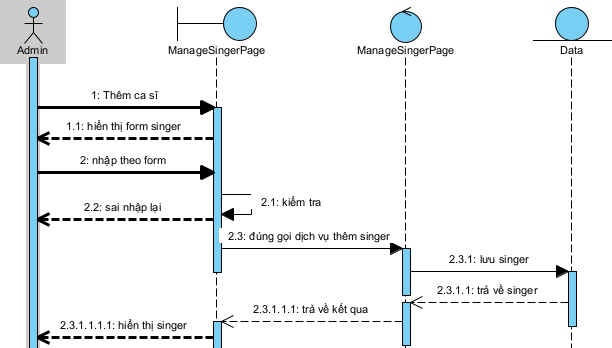 Admin
ManageSingerPage
ManageSingerPage
Data
1: Thêm ca sĩ
1.1: hiển thị form singer
2: nhập theo form
2.1: kiểm tra
2.2: sai nhập lại
2.3: đúng gọi dịch vụ thêm singer
2.3.1: lưu singer
2.3.1.1: trả về singer
2.3.1.1.1: trả về kết qua
2.3.1.1.1.1: hiển thị singer